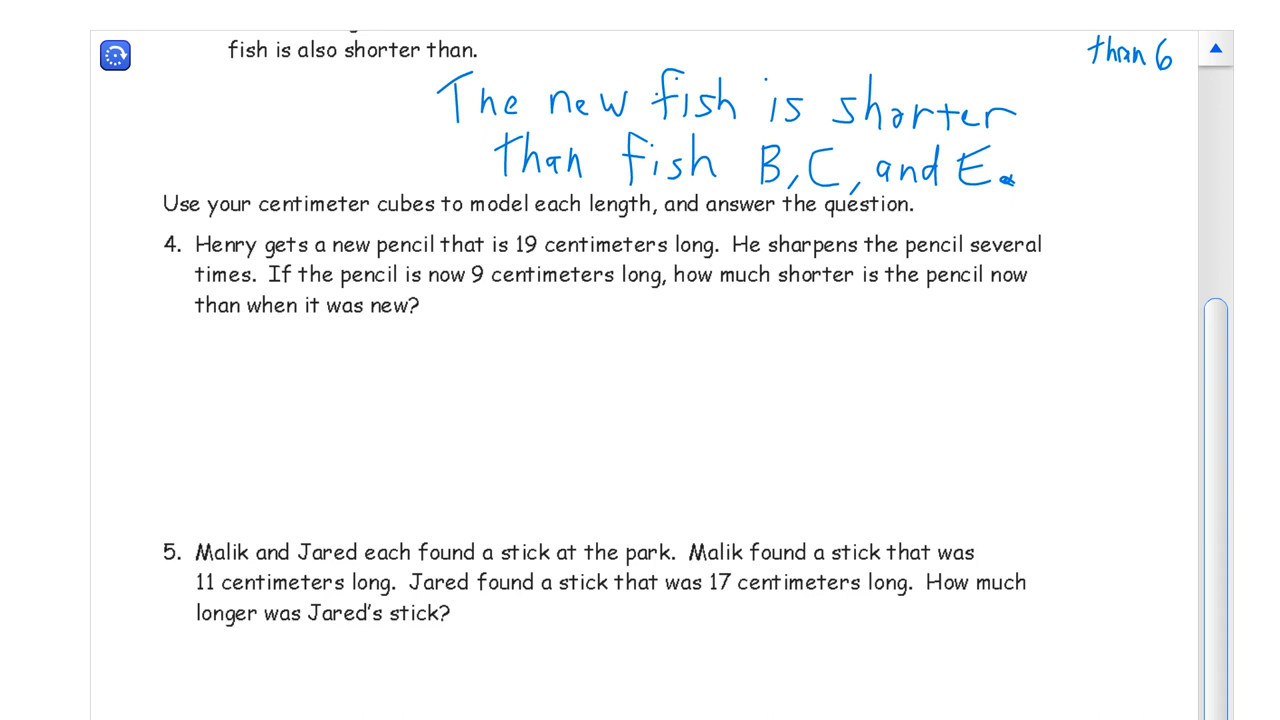 fish is also shorter than.
than 6
The new fish is shorter
than fish B, C, and E.
Use your centimeter cubes to model each length, and answer the question.
4. Henry gets a new pencil that is 19 centimeters long. He sharpens the pencil several
times. If the pencil is now 9 centimeters long, how much shorter is the pencil now
than when it was new?
5. Malik and Jared each found a stick at the park. Malik found a stick that was
11 centimeters long. Jared found a stick that was 17 centimeters long. How much
longer was Jared's stick?